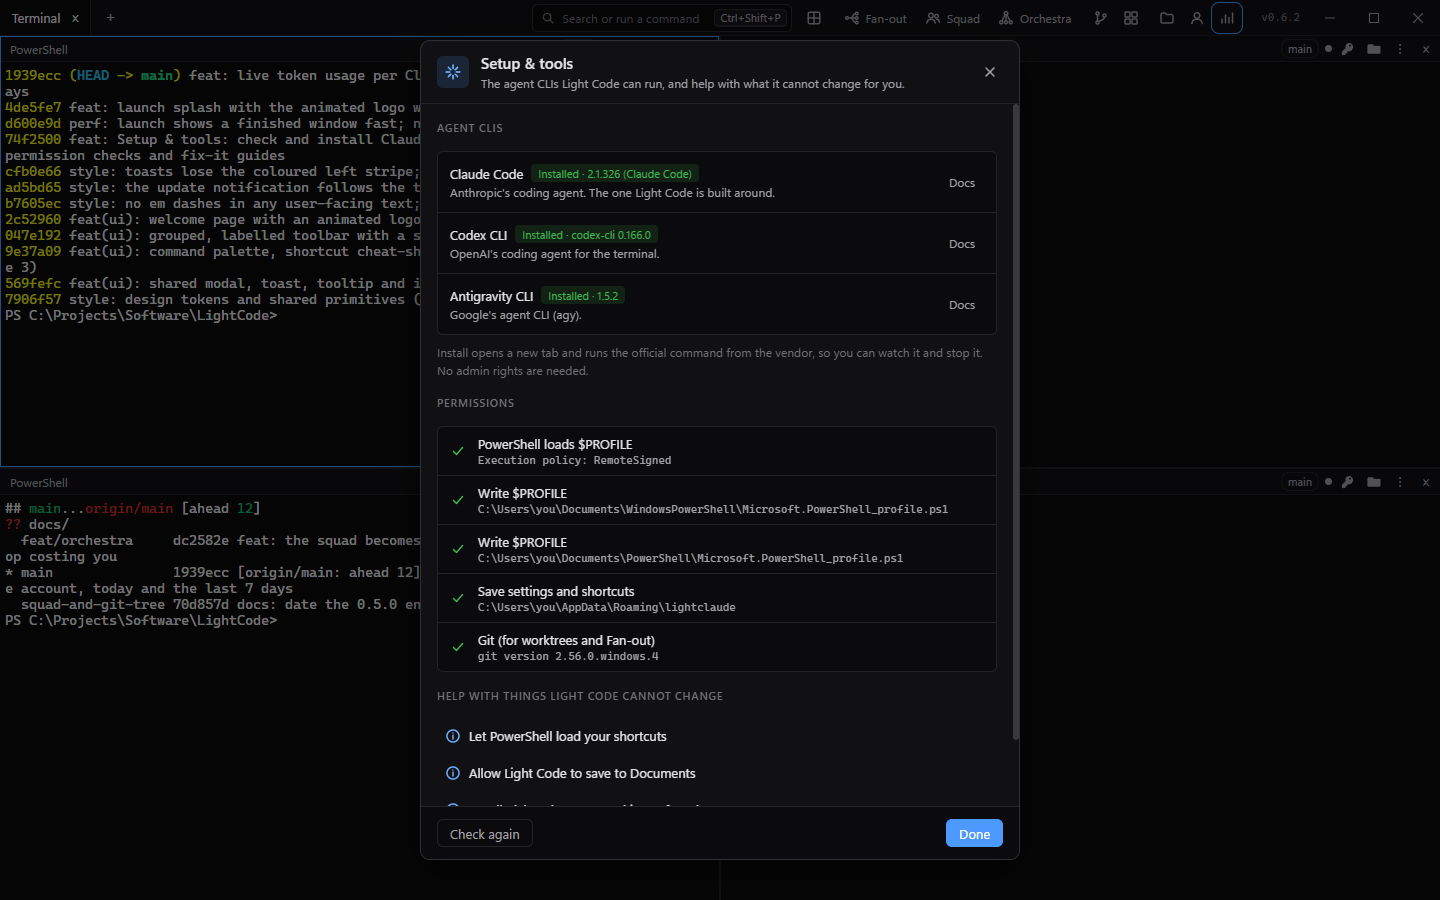 Terminal x +
Search or run a command Ctrl+Shift+P
Fan-out Squad Orchestra
v0.6.2
PowerShell
main
1939ecc (HEAD -> main) feat: live token usage per Cl
ays
4de5fe7 feat: launch splash with the animated logo w
d600e9d perf: launch shows a finished window fast; n
74f2500 feat: Setup & tools: check and install Claud
permission checks and fix-it guides
cfb0e66 style: toasts lose the coloured left stripe;
ad5bd65 style: the update notification follows the t
b7605ec style: no em dashes in any user-facing text;
2c52960 feat(ui): welcome page with an animated logo
047e192 feat(ui): grouped, labelled toolbar with a s
9e37a09 feat(ui): command palette, shortcut cheat-sh
e 3)
569fefc feat(ui): shared modal, toast, tooltip and i
7906f57 style: design tokens and shared primitives (
PS C:\Projects\Software\LightCode>
PowerShell
main
## main...origin/main [ahead 12]
?? docs/
feat/orchestra dc2582e feat: the squad becomes
op costing you
* main 1939ecc [origin/main: ahead 12]
e account, today and the last 7 days
squad-and-git-tree 70d857d docs: date the 0.5.0 en
PS C:\Projects\Software\LightCode>
Setup & tools
The agent CLIs Light Code can run, and help with what it cannot change for you.
AGENT CLIS
Claude Code Installed · 2.1.326 (Claude Code)
Anthropic's coding agent. The one Light Code is built around.
Docs
Codex CLI Installed · codex-cli 0.166.0
OpenAI's coding agent for the terminal.
Docs
Antigravity CLI Installed · 1.5.2
Google's agent CLI (agy).
Docs
Install opens a new tab and runs the official command from the vendor, so you can watch it and stop it.
No admin rights are needed.
PERMISSIONS
PowerShell loads $PROFILE
Execution policy: RemoteSigned
Write $PROFILE
C:\Users\you\Documents\WindowsPowerShell\Microsoft.PowerShell_profile.ps1
Write $PROFILE
C:\Users\you\Documents\PowerShell\Microsoft.PowerShell_profile.ps1
Save settings and shortcuts
C:\Users\you\AppData\Roaming\lightclaude
Git (for worktrees and Fan-out)
git version 2.56.0.windows.4
HELP WITH THINGS LIGHT CODE CANNOT CHANGE
Let PowerShell load your shortcuts
Allow Light Code to save to Documents
Check again
Done